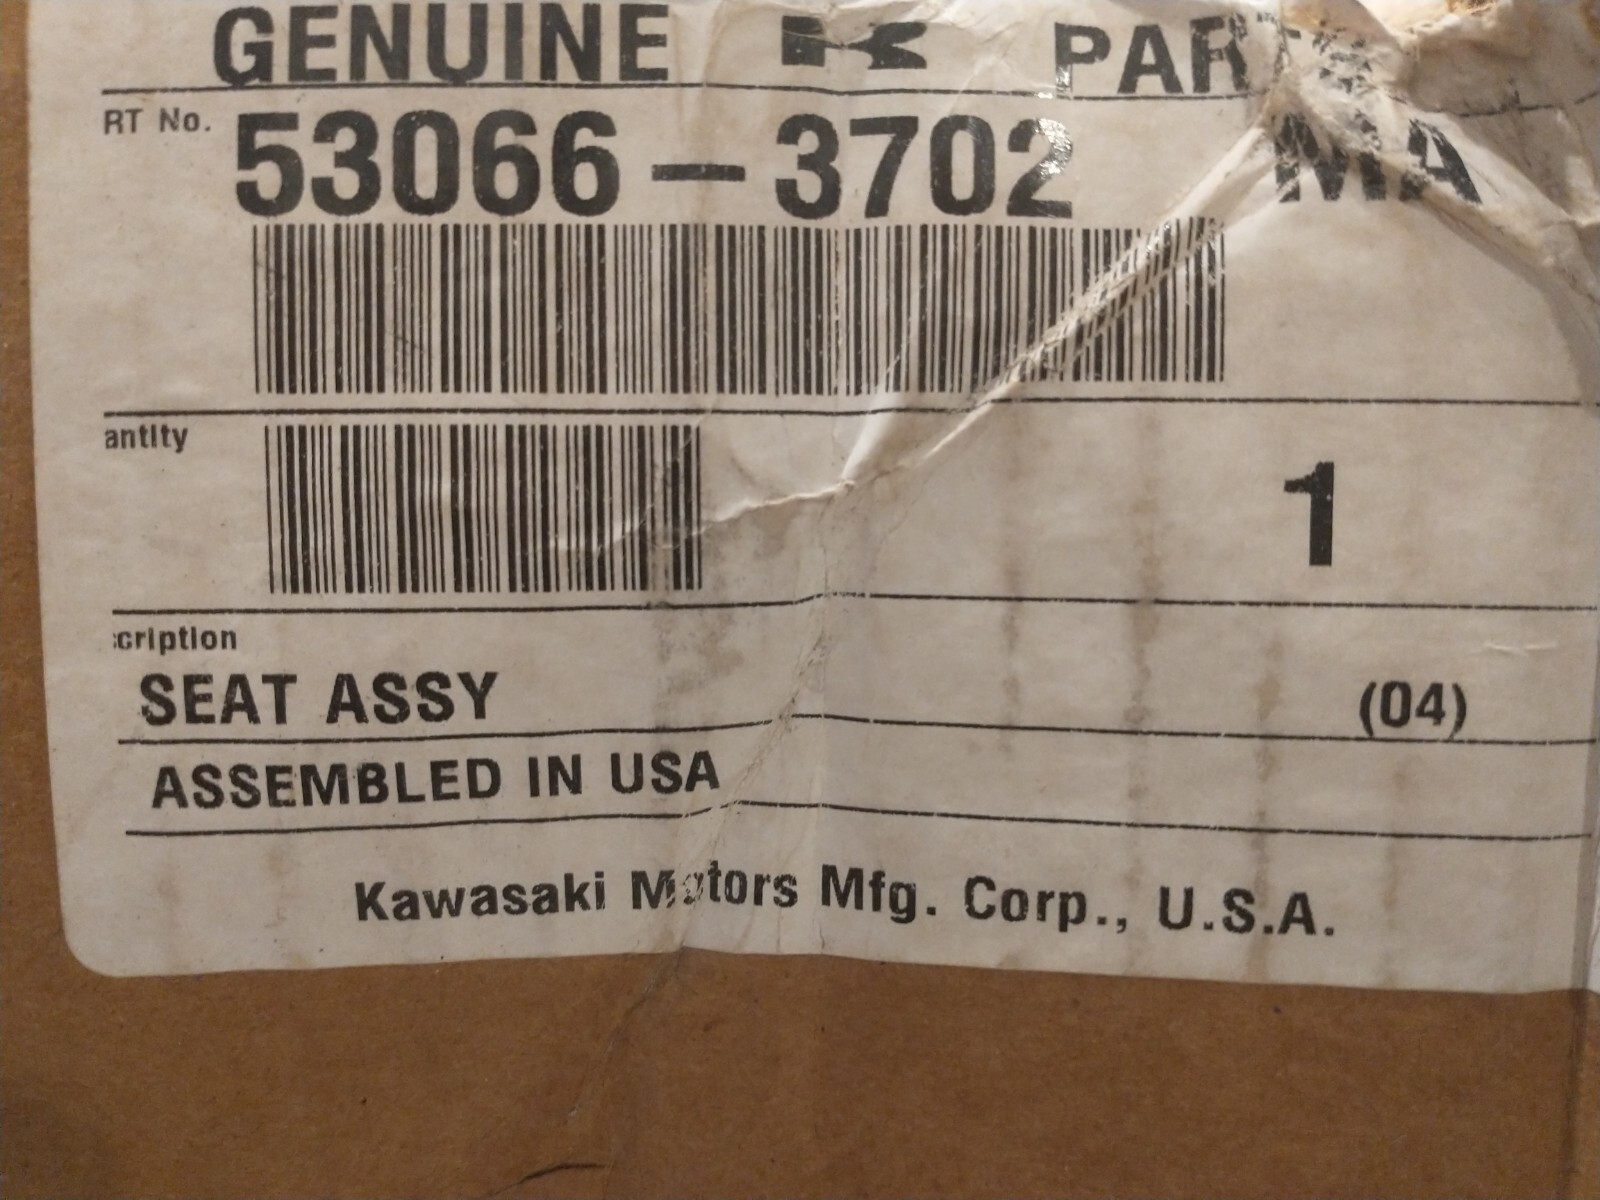 GENUINE K PARTS
RT No. 53066-3702 MA
antity 1
cription
SEAT ASSY (04)
ASSEMBLED IN USA
Kawasaki Motors Mfg. Corp., U.S.A.